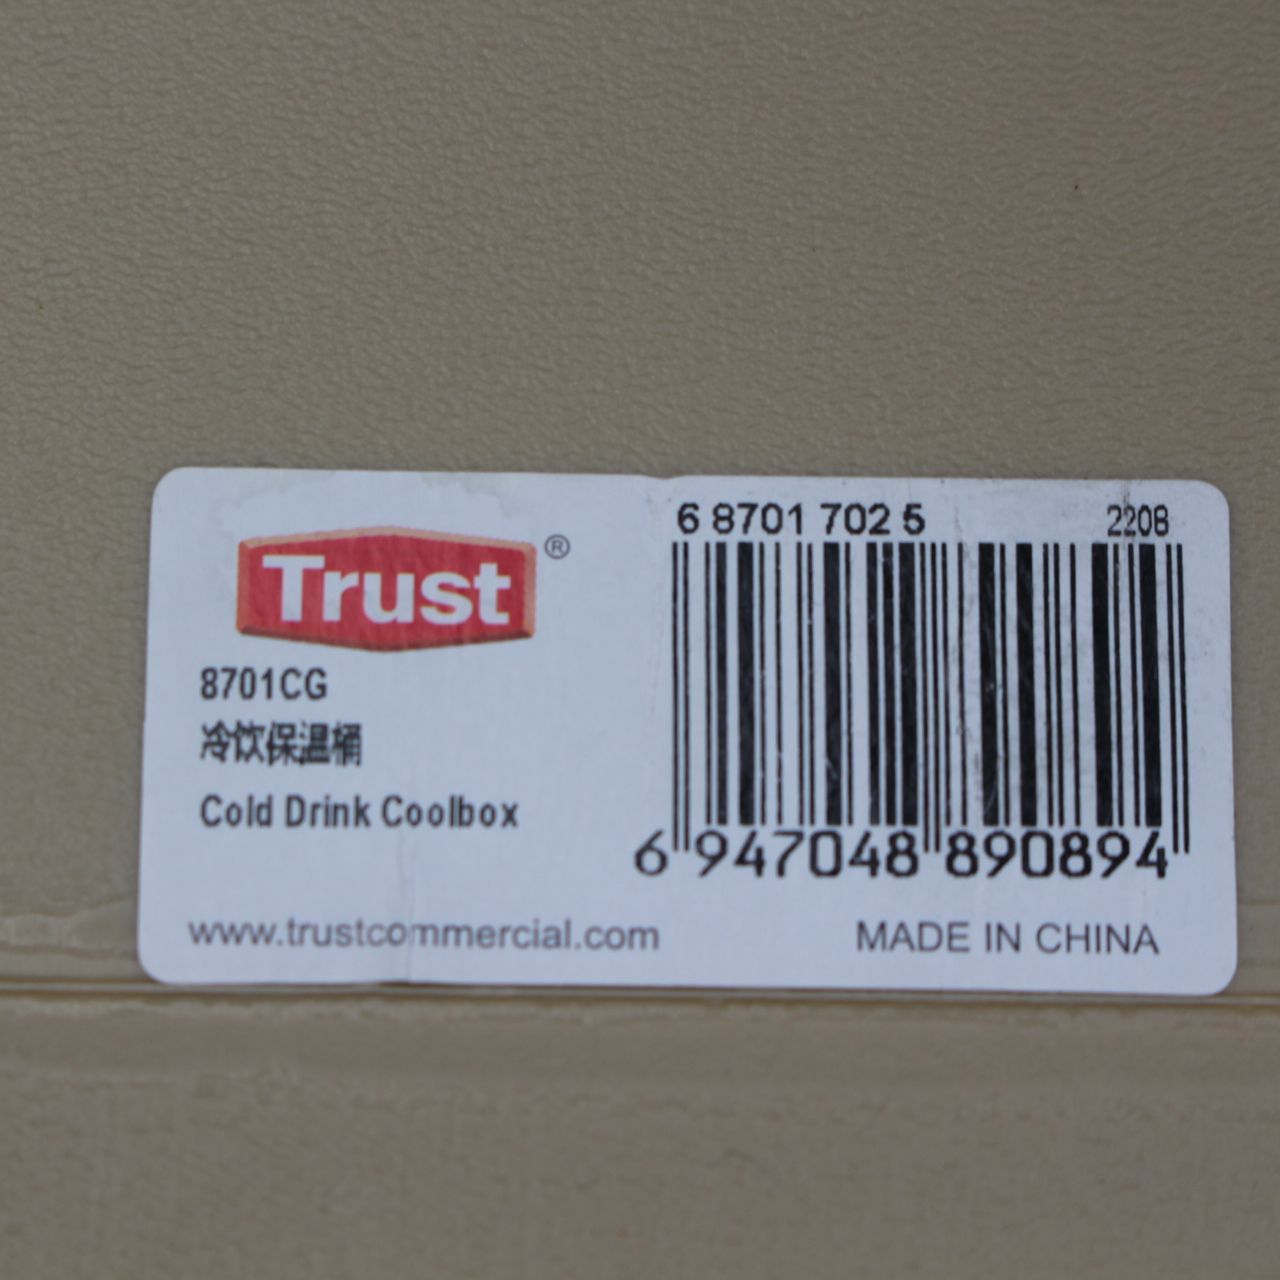 Trust®
8701CG
冷饮保温桶
Cold Drink Coolbox
www.trustcommercial.com
6 8701 702 5
2208
6 947048 890894
MADE IN CHINA